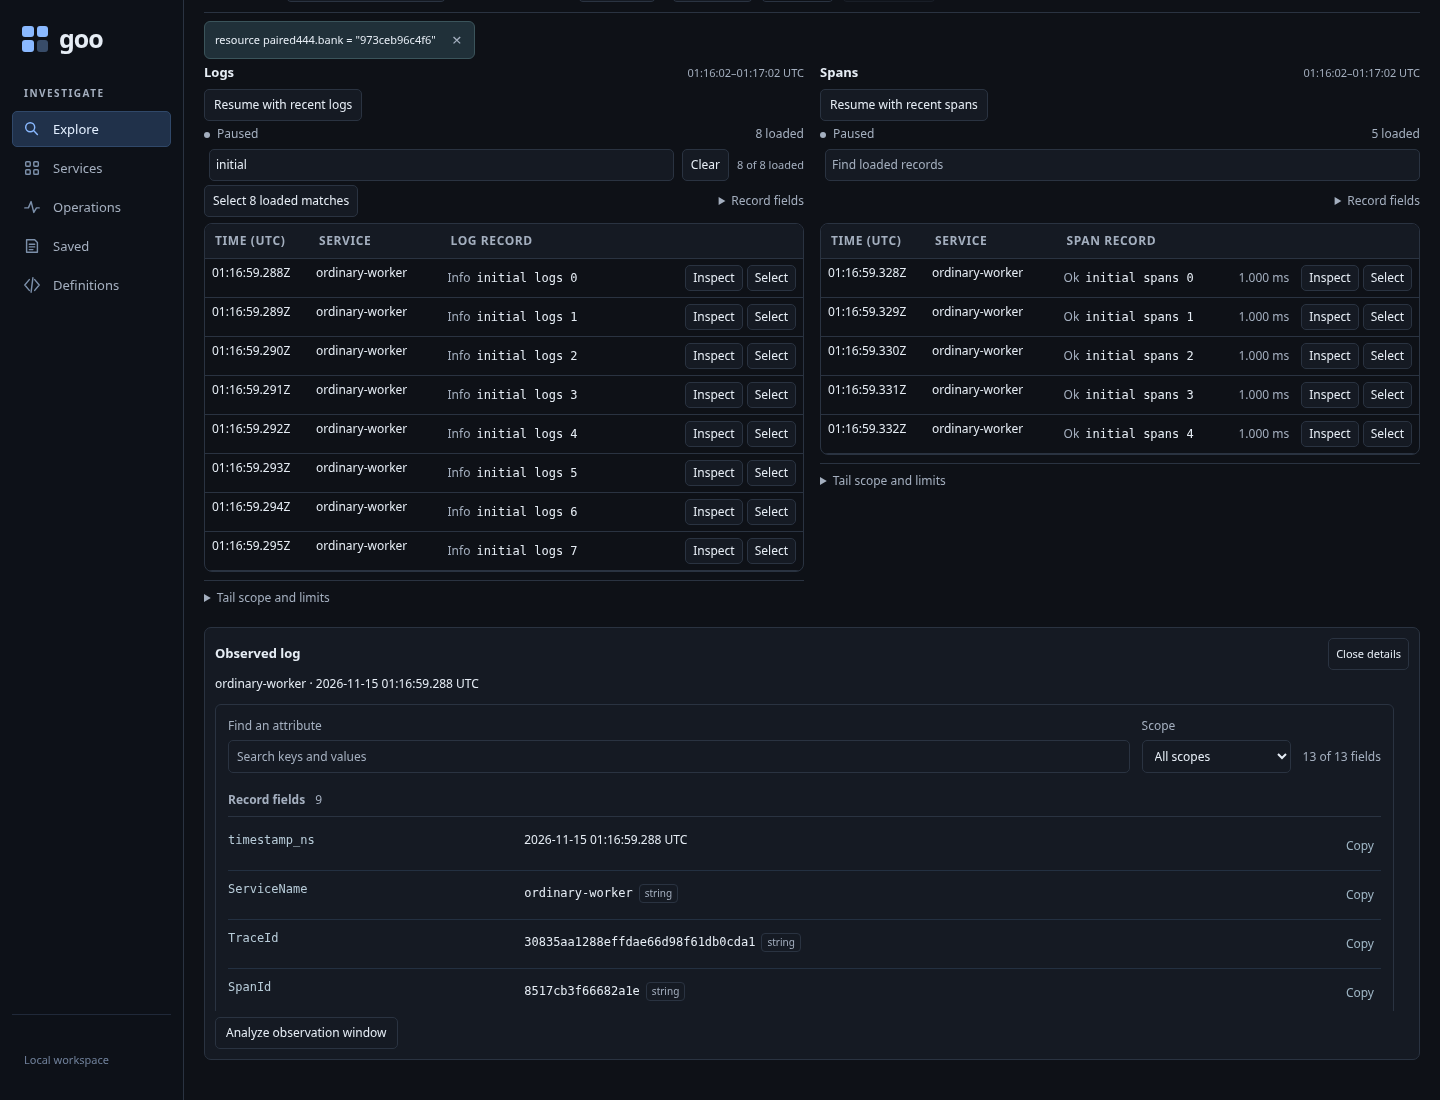 goo
INVESTIGATE
Explore
Services
Operations
Saved
Definitions
Local workspace
resource paired444.bank = "973ceb96c4f6" ×
Logs 01:16:02–01:17:02 UTC
Resume with recent logs
Paused 8 loaded
initial Clear 8 of 8 loaded
Select 8 loaded matches Record fields
TIME (UTC) SERVICE LOG RECORD
01:16:59.288Z ordinary-worker Info initial logs 0 Inspect Select
01:16:59.289Z ordinary-worker Info initial logs 1 Inspect Select
01:16:59.290Z ordinary-worker Info initial logs 2 Inspect Select
01:16:59.291Z ordinary-worker Info initial logs 3 Inspect Select
01:16:59.292Z ordinary-worker Info initial logs 4 Inspect Select
01:16:59.293Z ordinary-worker Info initial logs 5 Inspect Select
01:16:59.294Z ordinary-worker Info initial logs 6 Inspect Select
01:16:59.295Z ordinary-worker Info initial logs 7 Inspect Select
Tail scope and limits
Spans 01:16:02–01:17:02 UTC
Resume with recent spans
Paused 5 loaded
Find loaded records
Record fields
TIME (UTC) SERVICE SPAN RECORD
01:16:59.328Z ordinary-worker Ok initial spans 0 1.000 ms Inspect Select
01:16:59.329Z ordinary-worker Ok initial spans 1 1.000 ms Inspect Select
01:16:59.330Z ordinary-worker Ok initial spans 2 1.000 ms Inspect Select
01:16:59.331Z ordinary-worker Ok initial spans 3 1.000 ms Inspect Select
01:16:59.332Z ordinary-worker Ok initial spans 4 1.000 ms Inspect Select
Tail scope and limits
Observed log Close details
ordinary-worker · 2026-11-15 01:16:59.288 UTC
Find an attribute Scope
Search keys and values All scopes 13 of 13 fields
Record fields 9
timestamp_ns 2026-11-15 01:16:59.288 UTC Copy
ServiceName ordinary-worker string Copy
TraceId 30835aa1288effdae66d98f61db0cda1 string Copy
SpanId 8517cb3f66682a1e string Copy
Analyze observation window